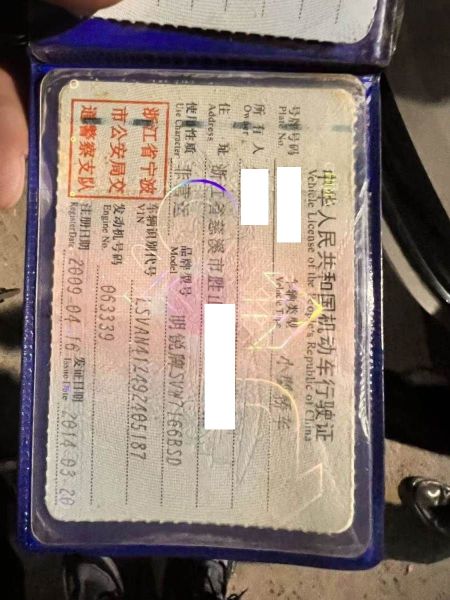 中华人民共和国机动车行驶证
Vehicle License of the People's Republic of China
号牌号码
Plate No.
车辆类型 小型轿车
Vehicle Type
所有人
Owner
住址 浙江省慈溪市胜山
Address
使用性质 非营运
Use Character
品牌型号 明锐牌SVW7166BSD
Model
浙江省宁波
市公安局交
通警察支队
车辆识别代号 LSVAN41Z492405187
VIN
发动机号码 063339
Engine No.
注册日期 2009-04-16
Register Date
发证日期 2014-03-20
Issue Date